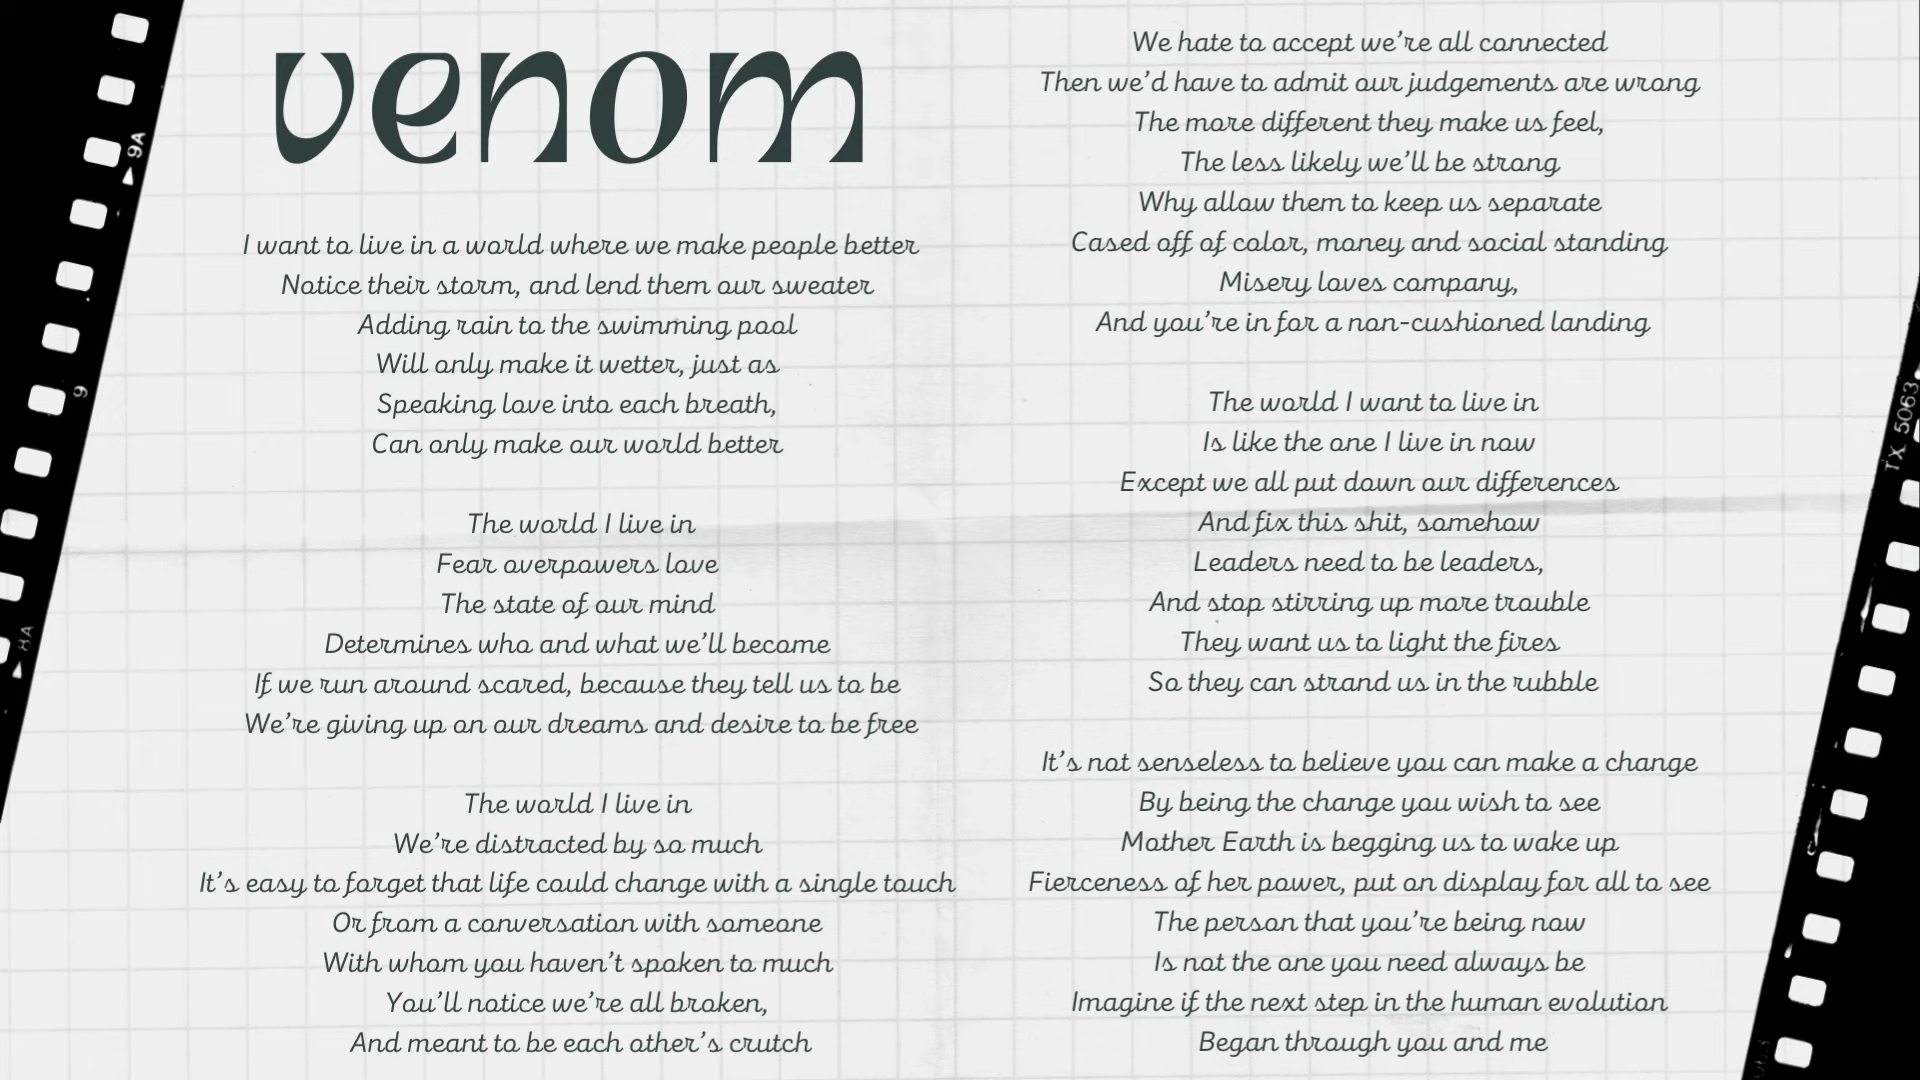 venom
I want to live in a world where we make people better
Notice their storm, and lend them our sweater
Adding rain to the swimming pool
Will only make it wetter, just as
Speaking love into each breath,
Can only make our world better
The world I live in
Fear overpowers love
The state of our mind
Determines who and what we’ll become
If we run around scared, because they tell us to be
We’re giving up on our dreams and desire to be free
The world I live in
We’re distracted by so much
It’s easy to forget that life could change with a single touch
Or from a conversation with someone
With whom you haven’t spoken to much
You’ll notice we’re all broken,
And meant to be each other’s crutch
We hate to accept we’re all connected
Then we’d have to admit our judgements are wrong
The more different they make us feel,
The less likely we’ll be strong
Why allow them to keep us separate
Cased off of color, money and social standing
Misery loves company,
And you’re in for a non-cushioned landing
The world I want to live in
Is like the one I live in now
Except we all put down our differences
And fix this shit, somehow
Leaders need to be leaders,
And stop stirring up more trouble
They want us to light the fires
So they can strand us in the rubble
It’s not senseless to believe you can make a change
By being the change you wish to see
Mother Earth is begging us to wake up
Fierceness of her power, put on display for all to see
The person that you’re being now
Is not the one you need always be
Imagine if the next step in the human evolution
Began through you and me
9A
9
8A
TX 5063